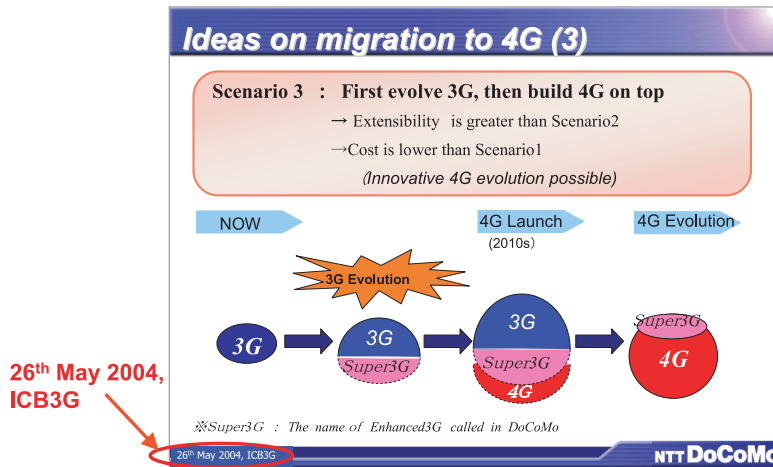 Ideas on migration to 4G (3)
Scenario 3 : First evolve 3G, then build 4G on top
→ Extensibility is greater than Scenario2
→Cost is lower than Scenario1
(Innovative 4G evolution possible)
NOW
4G Launch
(2010s)
4G Evolution
3G Evolution
3G
3G
Super3G
3G
Super3G
4G
Super3G
4G
26th May 2004,
ICB3G
※Super3G : The name of Enhanced3G called in DoCoMo
26th May 2004, ICB3G
NTT DoCoMo